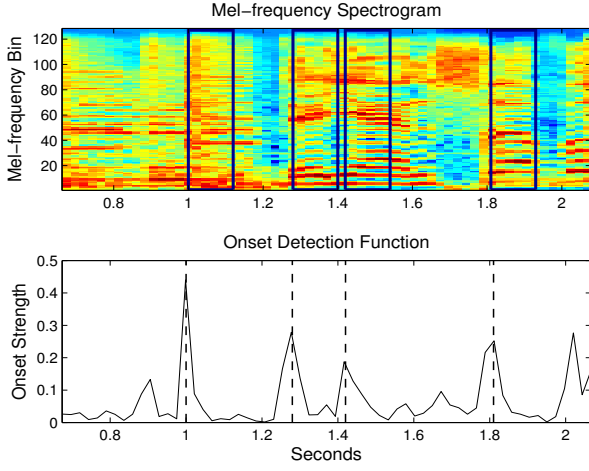 Mel−frequency Spectrogram
Mel−frequency Bin
120
100
80
60
40
20
0.8 1 1.2 1.4 1.6 1.8 2
Onset Detection Function
Onset Strength
0.5
0.4
0.3
0.2
0.1
0
0.8 1 1.2 1.4 1.6 1.8 2
Seconds